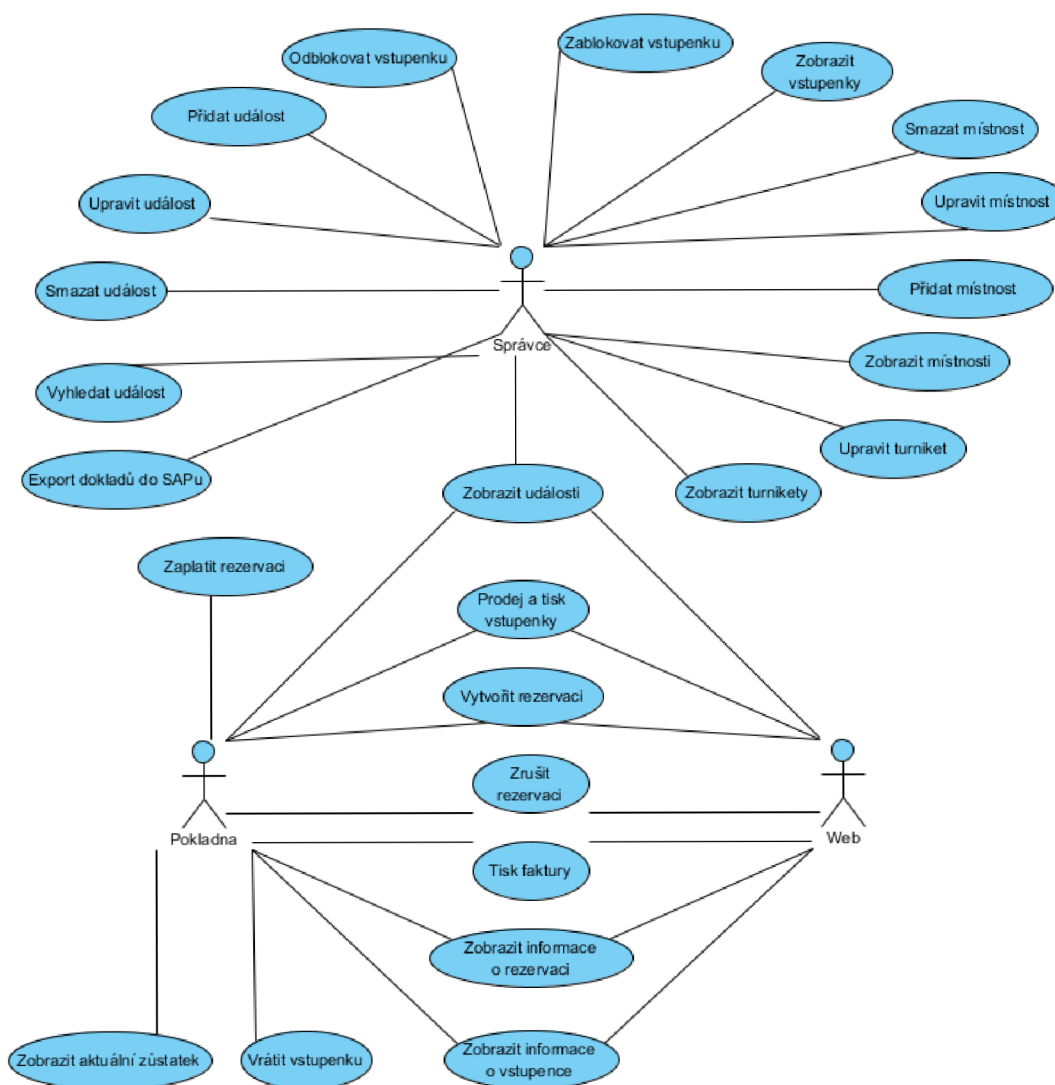 Odblokovat vstupenku
Zablokovat vstupenku
Zobrazit
vstupenky
Přidat událost
Smazat místnost
Upravit událost
Upravit místnost
Smazat událost
Přidat místnost
Správce
Zobrazit místnosti
Vyhledat událost
Upravit turniket
Export dokladů do SAPu
Zobrazit události
Zobrazit turnikety
Zaplatit rezervaci
Prodej a tisk
vstupenky
Vytvořit rezervaci
Zrušit
rezervaci
Pokladna
Web
Tisk faktury
Zobrazit informace
o rezervaci
Zobrazit aktuální zůstatek
Vrátit vstupenku
Zobrazit informace
o vstupence